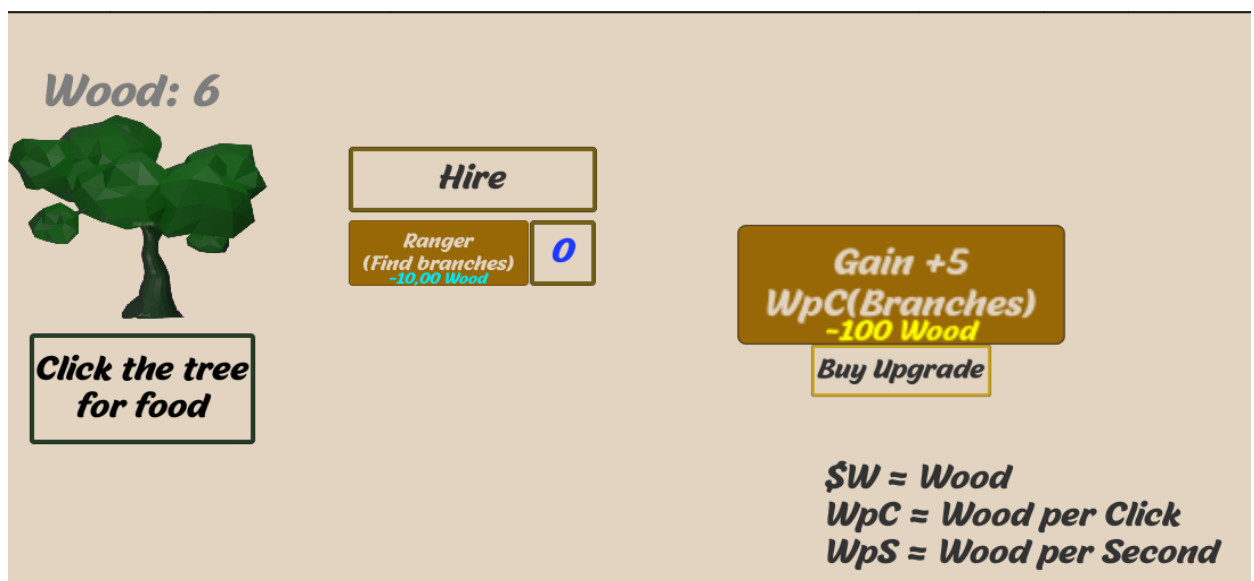 Wood: 6
Click the tree
for food
Hire
Ranger
(Find branches)
-10,00 Wood
0
Gain +5
WpC(Branches)
-100 Wood
Buy Upgrade
$W = Wood
WpC = Wood per Click
WpS = Wood per Second